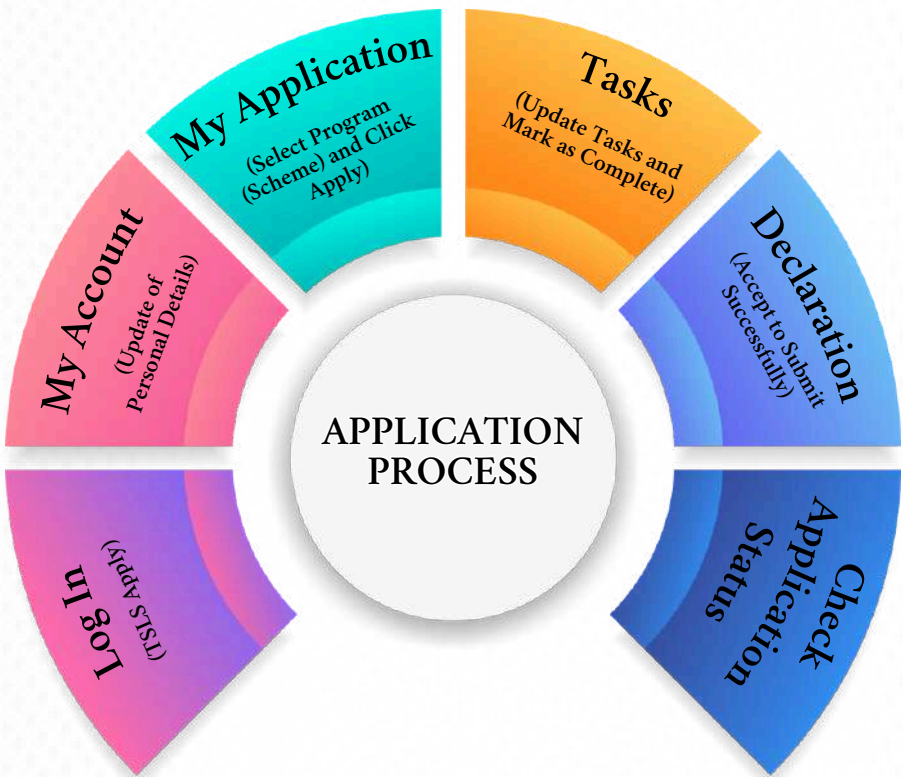 Log In
(TSLS Apply)
My Account
(Update of
Personal Details)
My Application
(Select Program
(Scheme) and Click
Apply)
Tasks
(Update Tasks and
Mark as Complete)
Declaration
(Accept to Submit
Successfully)
Check
Application
Status
APPLICATION
PROCESS